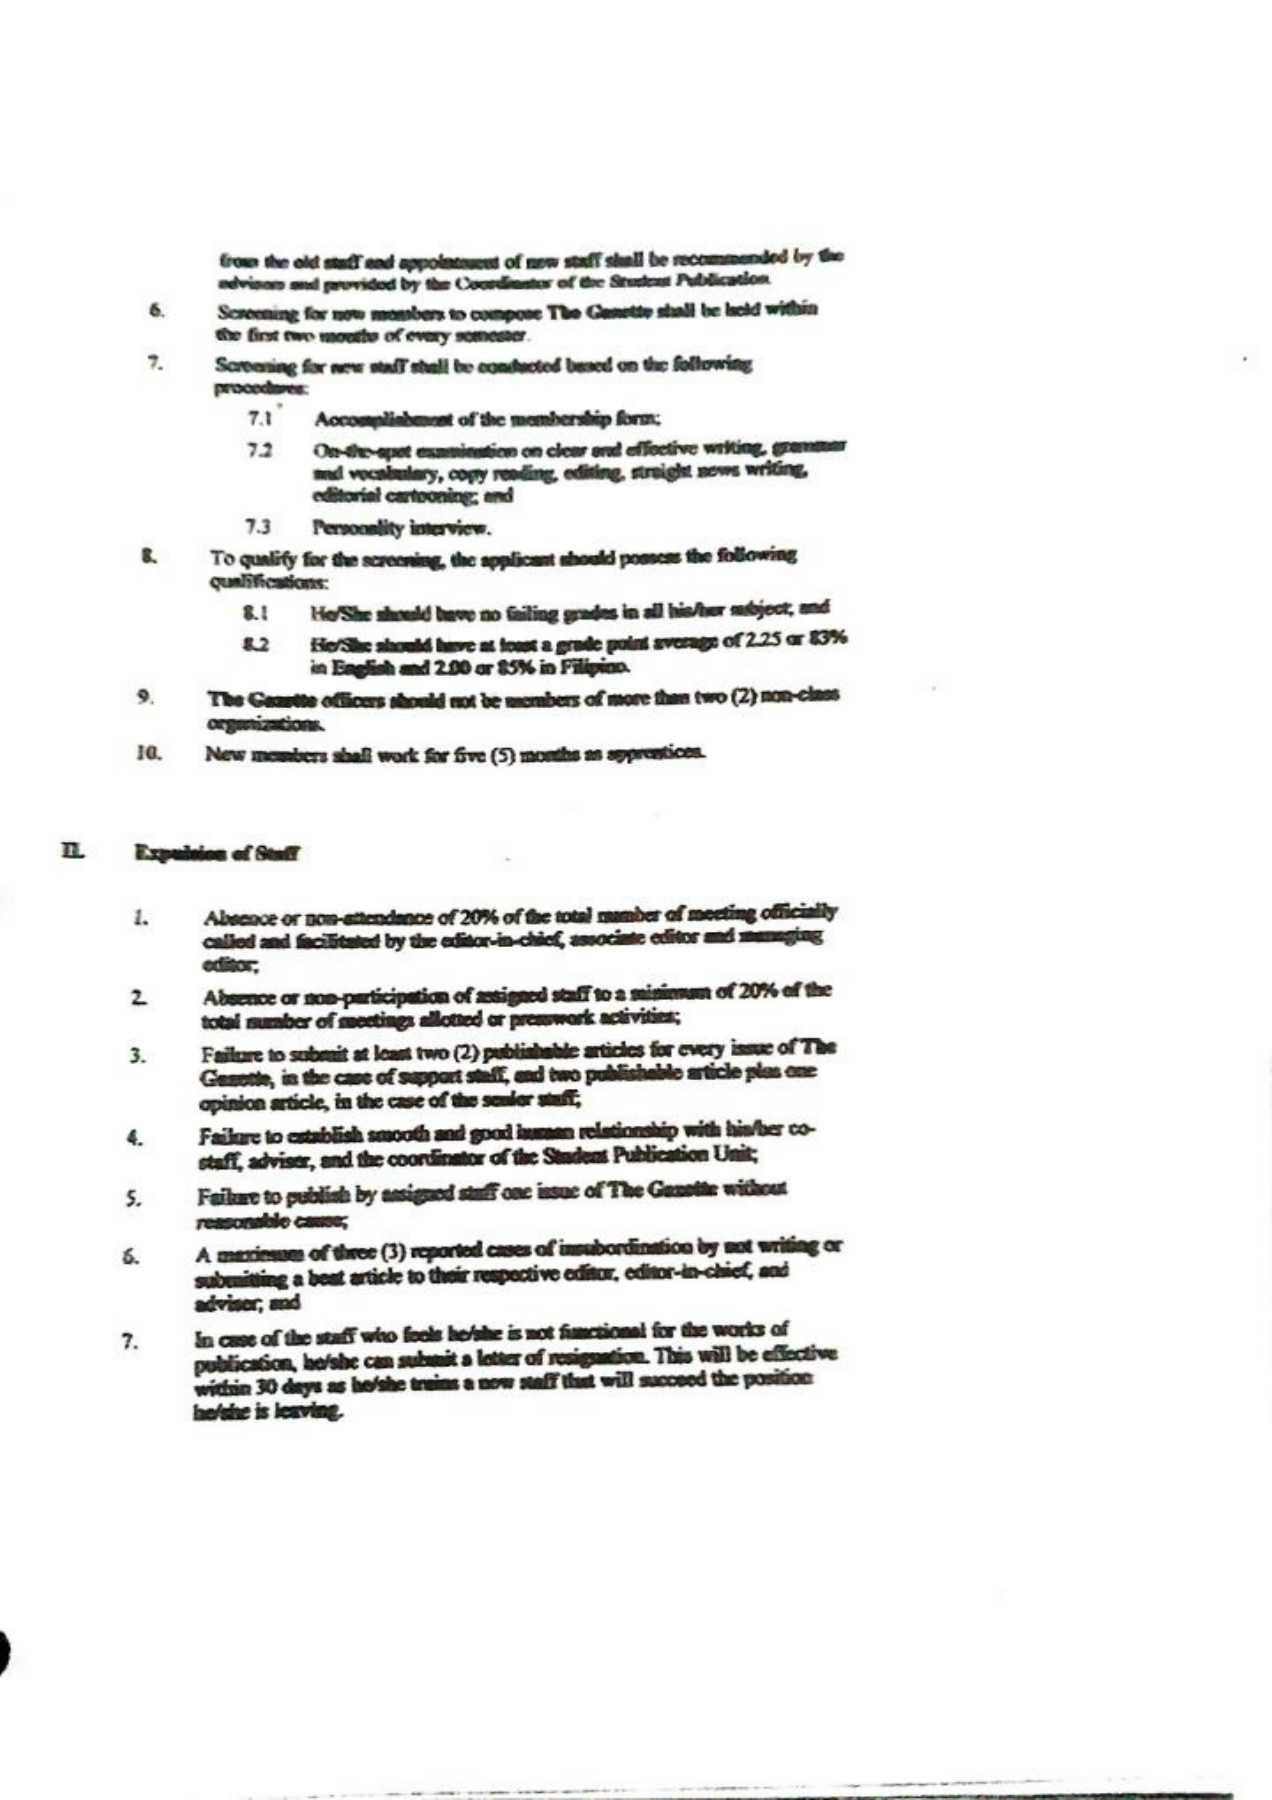 from the old staff and appointment of new staff shall be recommended by the
advisors and provided by the Coordinator of the Student Publication.
6. Screening for new members to compose The Gazette shall be held within
the first two months of every semester.
7. Screening for new staff shall be conducted based on the following
procedures:
7.1 Accomplishment of the membership form;
7.2 On-the-spot examination on clear and effective writing, grammar
and vocabulary, copy reading, editing, straight news writing,
editorial cartooning; and
7.3 Personality interview.
8. To qualify for the screening, the applicant should possess the following
qualifications:
8.1 He/She should have no failing grades in all his/her subject; and
8.2 He/She should have at least a grade point average of 2.25 or 83%
in English and 2.00 or 85% in Filipino.
9. The Gazette officers should not be members of more than two (2) non-class
organizations.
10. New members shall work for five (5) months as apprentices.
II. Expulsion of Staff
1. Absence or non-attendance of 20% of the total number of meeting officially
called and facilitated by the editor-in-chief, associate editor and managing
editor;
2. Absence or non-participation of assigned staff to a minimum of 20% of the
total number of meetings allotted or presswork activities;
3. Failure to submit at least two (2) publishable articles for every issue of The
Gazette, in the case of support staff, and two publishable article plus one
opinion article, in the case of the senior staff;
4. Failure to establish smooth and good human relationship with his/her co-
staff, adviser, and the coordinator of the Student Publication Unit;
5. Failure to publish by assigned staff one issue of The Gazette without
reasonable cause;
6. A maximum of three (3) reported cases of insubordination by not writing or
submitting a beat article to their respective editor, editor-in-chief, and
adviser; and
7. In case of the staff who feels he/she is not functional for the works of
publication, he/she can submit a letter of resignation. This will be effective
within 30 days as he/she trains a new staff that will succeed the position
he/she is leaving.